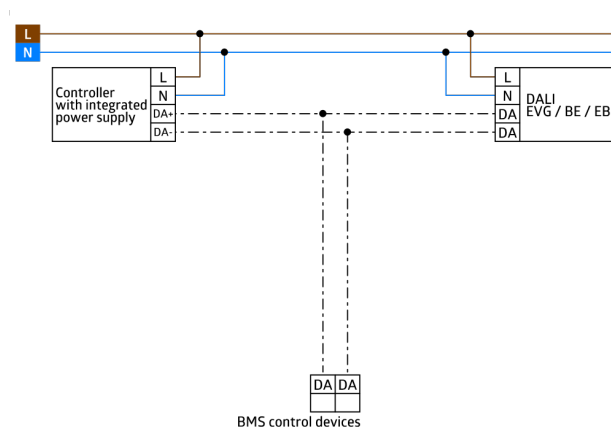 L
N
Controller
with integrated
power supply
L
N
DA+
DA-
L
N
DA
DA
DALI
EVG / BE / EB
DA DA
BMS control devices